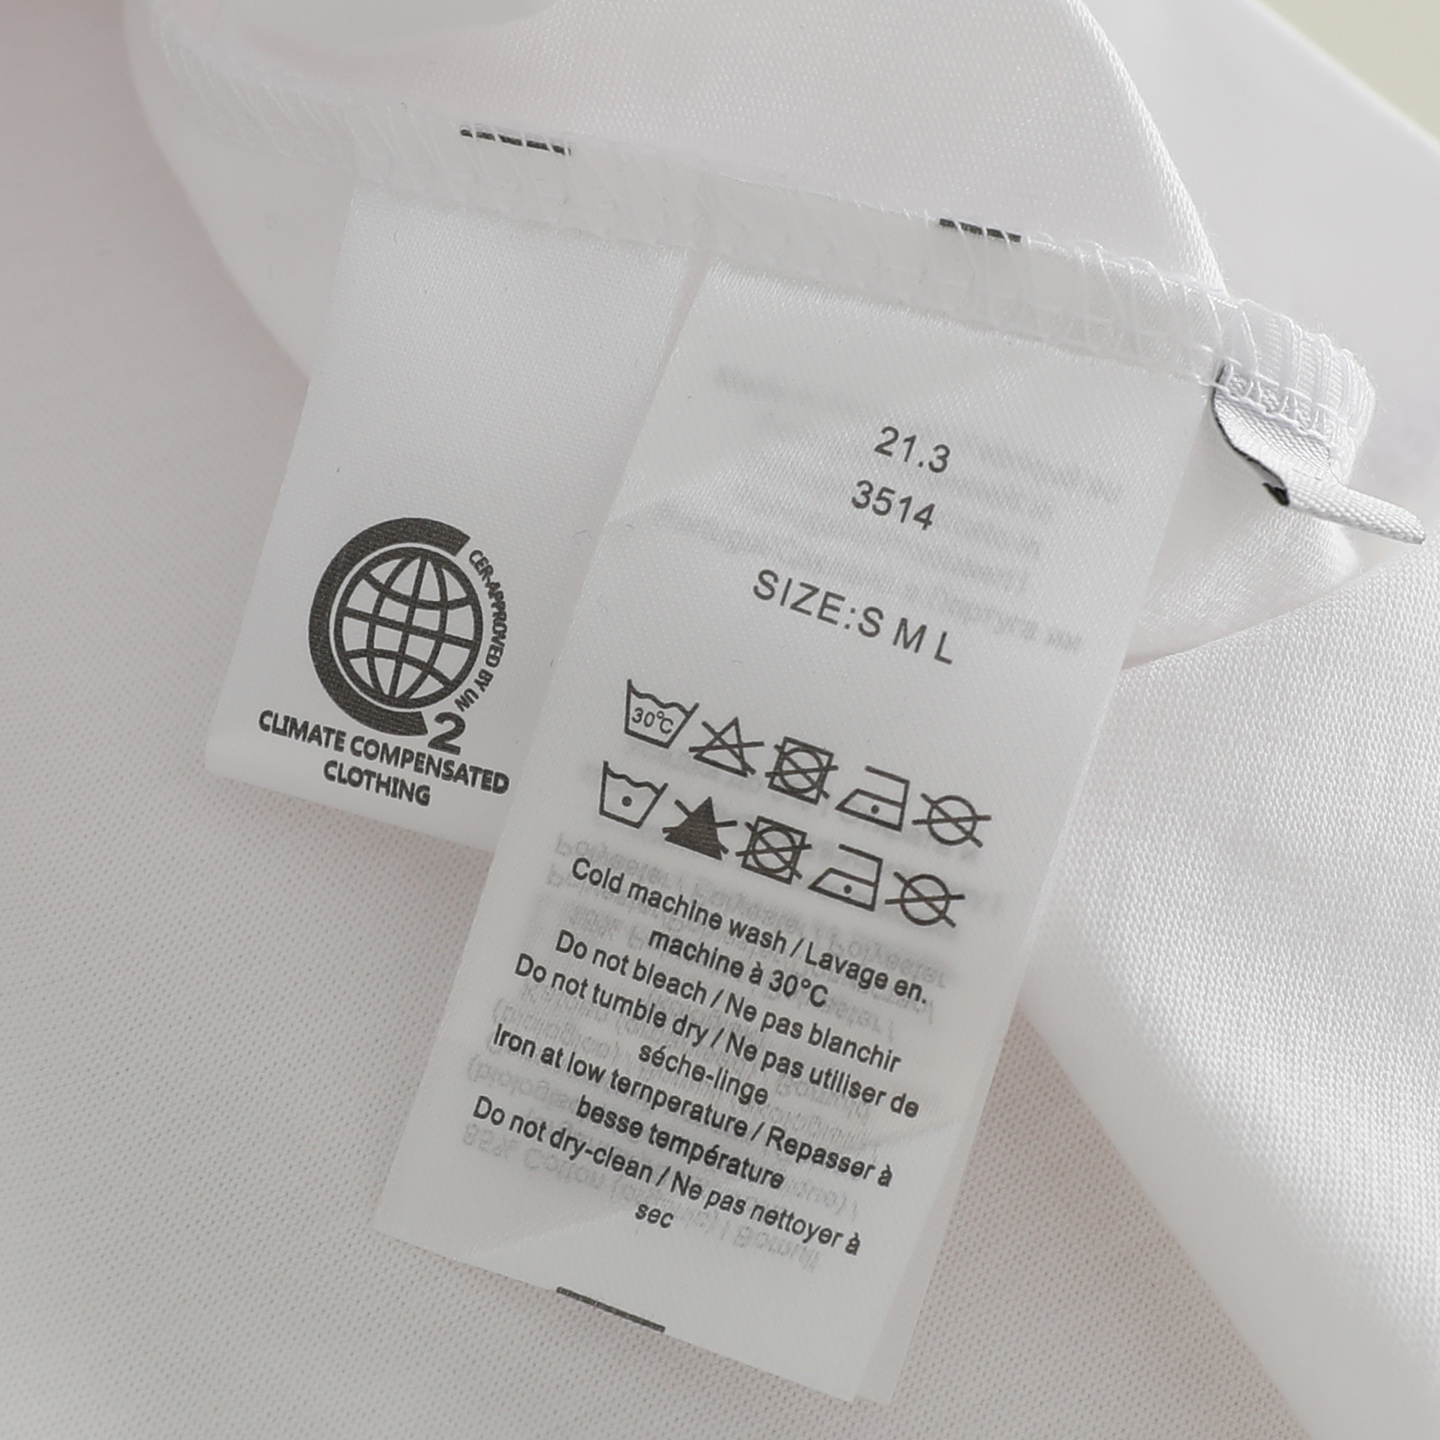 CER-APPROVED BY UN
2
CLIMATE COMPENSATED
CLOTHING
21.3
3514
SIZE:S M L
30°C
Cold machine wash / Lavage en.
machine à 30°C
Do not bleach / Ne pas blanchir
Do not tumble dry / Ne pas utiliser de
séche-linge
Iron at low ternperature / Repasser à
besse température
Do not dry-clean / Ne pas nettoyer à
sec